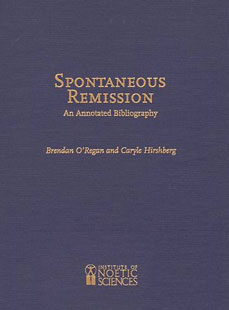 SPONTANEOUS
REMISSION
An Annotated Bibliography
Brendan O'Regan and Caryle Hirshberg
INSTITUTE OF
NOETIC
SCIENCES